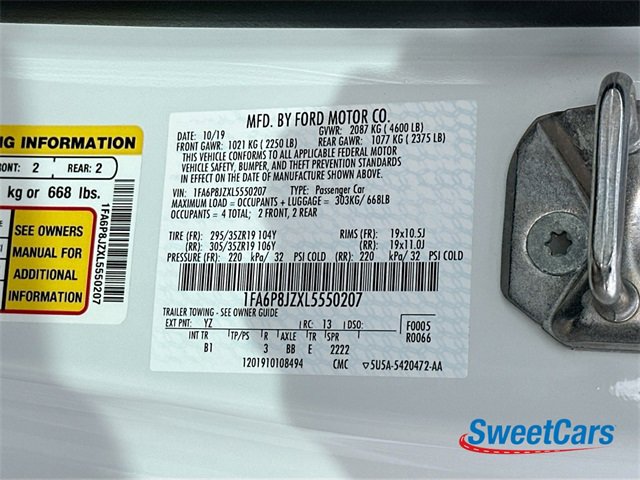 NG INFORMATION
RONT: 2 REAR: 2
kg or 668 lbs.
SEE OWNERS
MANUAL FOR
ADDITIONAL
INFORMATION
1FA6P8JZXL5550207
MFD. BY FORD MOTOR CO.
DATE: 10/19 GVWR: 2087 KG ( 4600 LB)
FRONT GAWR: 1021 KG ( 2250 LB) REAR GAWR: 1077 KG ( 2375 LB)
THIS VEHICLE CONFORMS TO ALL APPLICABLE FEDERAL MOTOR
VEHICLE SAFETY, BUMPER, AND THEFT PREVENTION STANDARDS
IN EFFECT ON THE DATE OF MANUFACTURE SHOWN ABOVE.
VIN: 1FA6P8JZXL5550207 TYPE: Passenger Car
MAXIMUM LOAD = OCCUPANTS + LUGGAGE = 303KG/ 668LB
OCCUPANTS = 4 TOTAL; 2 FRONT, 2 REAR
TIRE (FR): 295/35ZR19 104Y RIMS (FR): 19x10.5J
(RR): 305/35ZR19 106Y (RR): 19x11.0J
PRESSURE (FR): 220 kPa/ 32 PSI COLD (RR): 220 kPa/ 32 PSI COLD
1FA6P8JZXL5550207
TRAILER TOWING - SEE OWNER GUIDE
EXT PNT: YZ RC: 13 DSO: F0005
INT TR TP/PS R AXLE TR SPR R0066
B1 3 BB E 2222
1201910108494 CMC 5U5A-5420472-AA
SweetCars